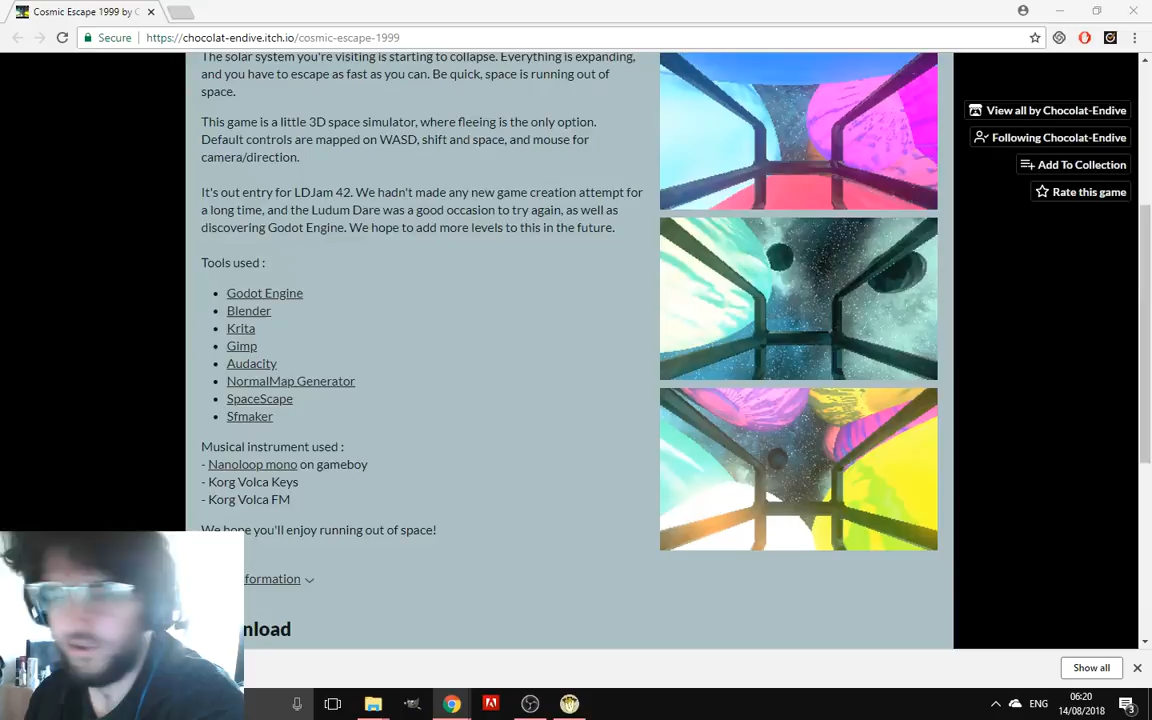 Cosmic Escape 1999 by C
Secure https://chocolat-endive.itch.io/cosmic-escape-1999
The solar system you're visiting is starting to collapse. Everything is expanding,
and you have to escape as fast as you can. Be quick, space is running out of
space.
This game is a little 3D space simulator, where fleeing is the only option.
Default controls are mapped on WASD, shift and space, and mouse for
camera/direction.
It's out entry for LDJam 42. We hadn't made any new game creation attempt for
a long time, and the Ludum Dare was a good occasion to try again, as well as
discovering Godot Engine. We hope to add more levels to this in the future.
Tools used :
Godot Engine
Blender
Krita
Gimp
Audacity
NormalMap Generator
SpaceScape
Sfmaker
Musical instrument used :
- Nanoloop mono on gameboy
- Korg Volca Keys
- Korg Volca FM
We hope you'll enjoy running out of space!
formation
nload
View all by Chocolat-Endive
Following Chocolat-Endive
Add To Collection
Rate this game
Show all
ENG
06:20
14/08/2018
3